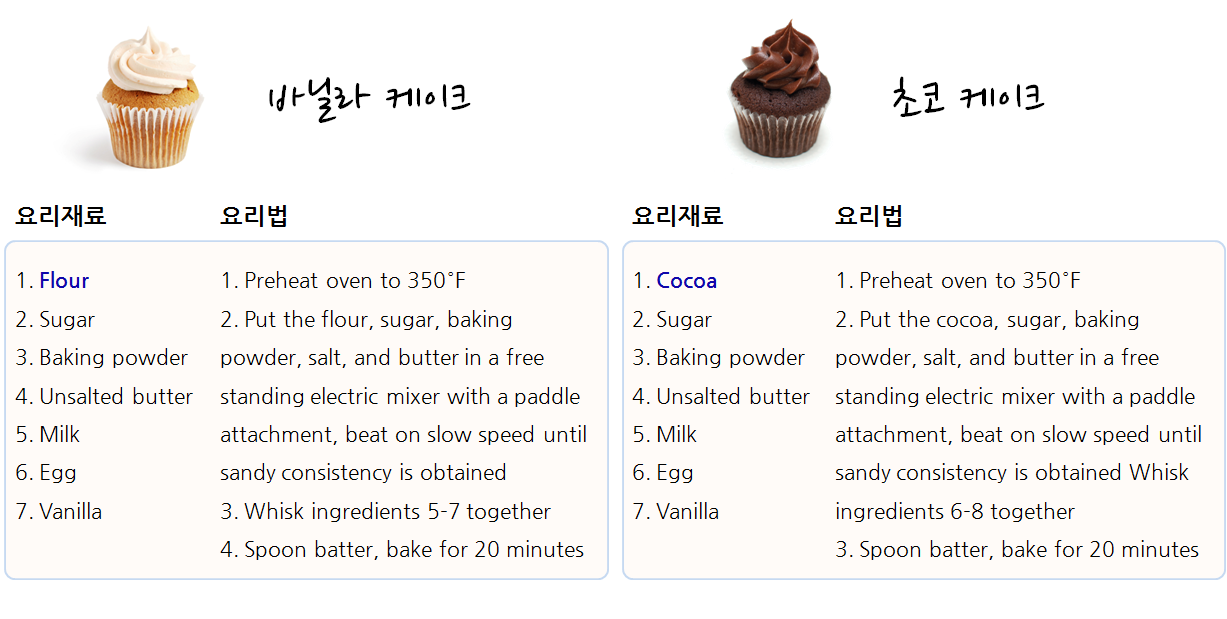 바닐라 케이크
초코 케이크
요리재료
요리법
1. Flour
2. Sugar
3. Baking powder
4. Unsalted butter
5. Milk
6. Egg
7. Vanilla
1. Preheat oven to 350°F
2. Put the flour, sugar, baking
powder, salt, and butter in a free
standing electric mixer with a paddle
attachment, beat on slow speed until
sandy consistency is obtained
3. Whisk ingredients 5-7 together
4. Spoon batter, bake for 20 minutes
요리재료
요리법
1. Cocoa
2. Sugar
3. Baking powder
4. Unsalted butter
5. Milk
6. Egg
7. Vanilla
1. Preheat oven to 350°F
2. Put the cocoa, sugar, baking
powder, salt, and butter in a free
standing electric mixer with a paddle
attachment, beat on slow speed until
sandy consistency is obtained Whisk
ingredients 6-8 together
3. Spoon batter, bake for 20 minutes